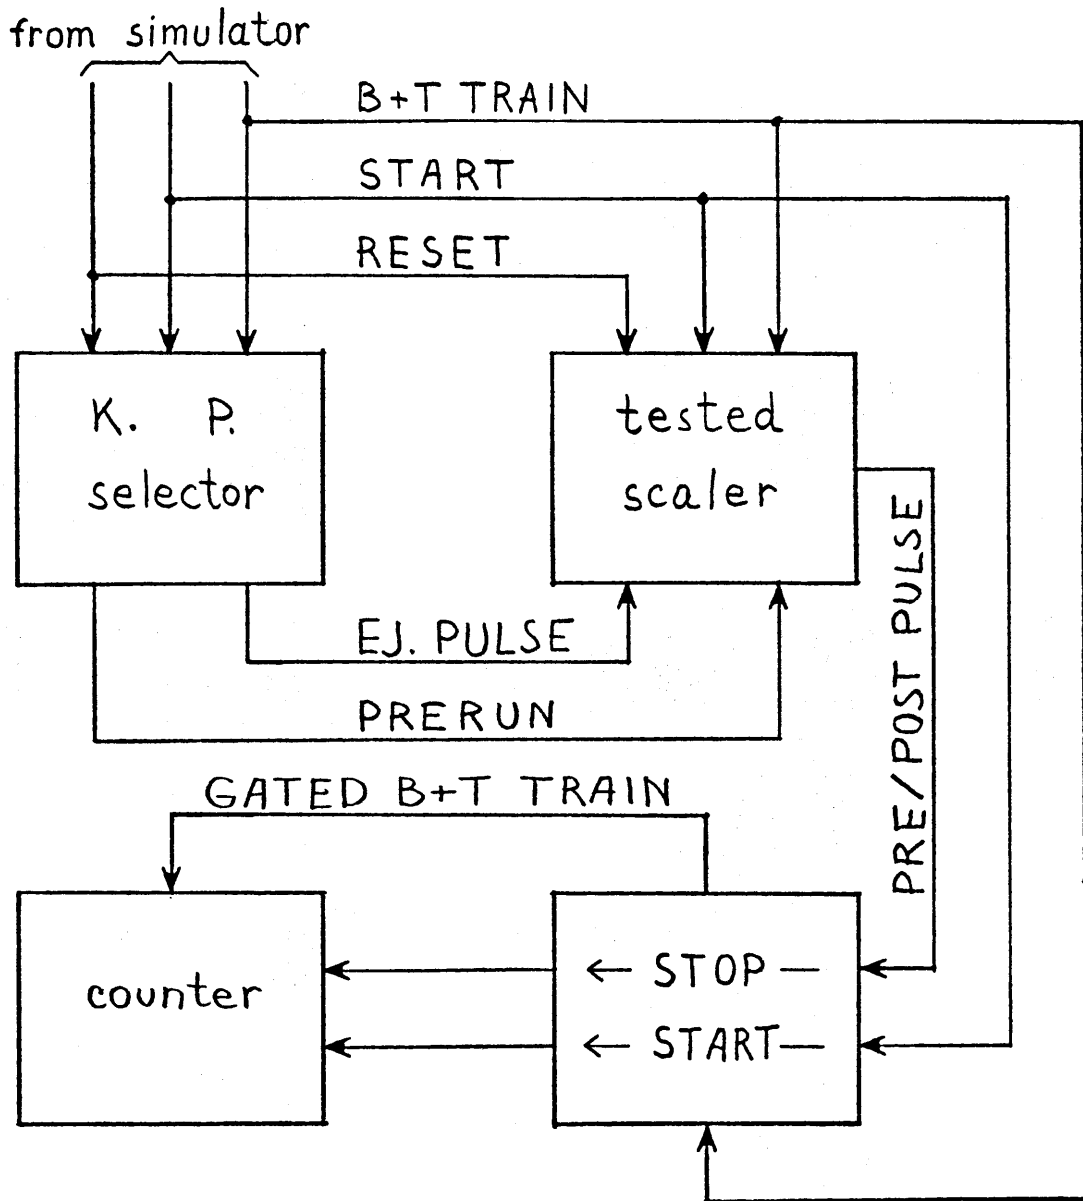 from simulator
B+T TRAIN
START
RESET
K. P.
selector
tested
scaler
EJ. PULSE
PRERUN
PRE/POST PULSE
GATED B+T TRAIN
counter
← STOP —
← START —